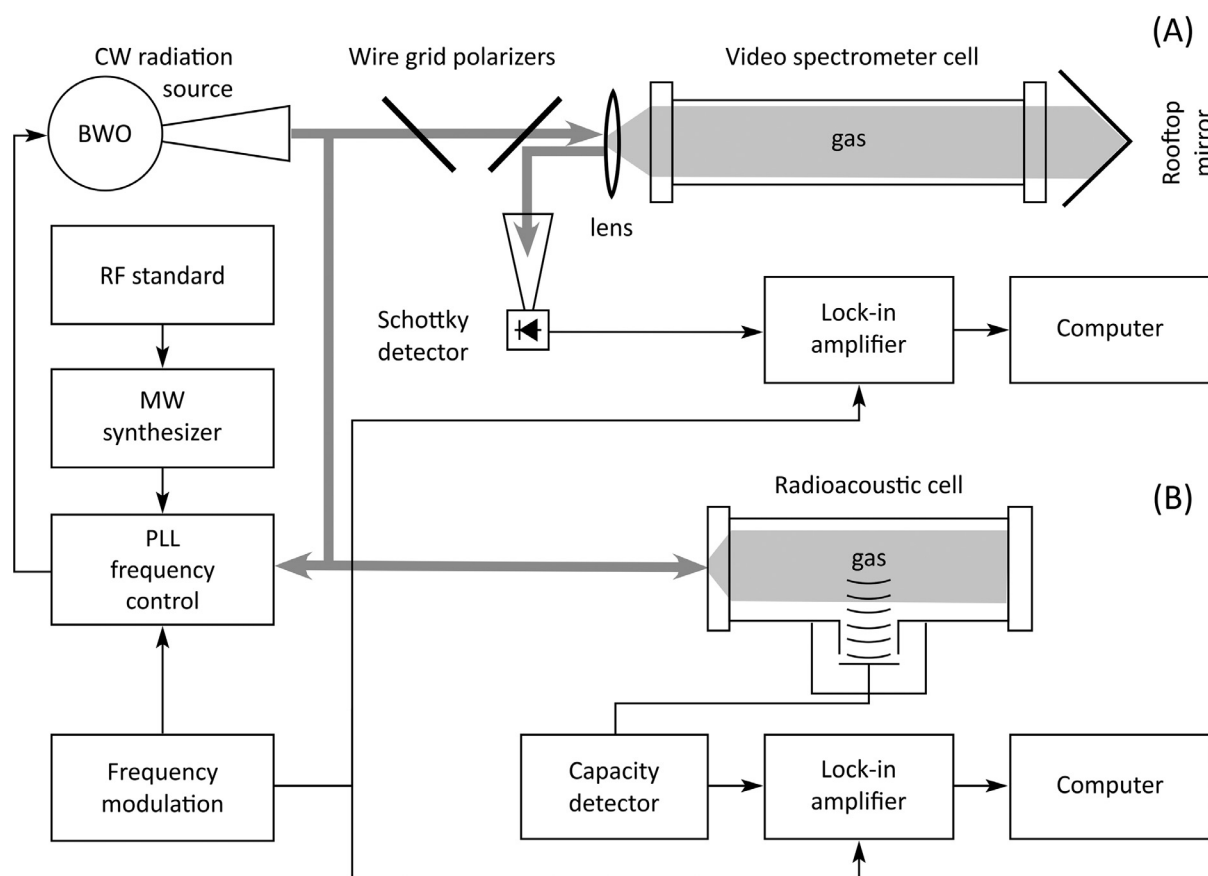 (A)
CW radiation
source
Wire grid polarizers
Video spectrometer cell
BWO
gas
Rooftop
mirror
lens
RF standard
Schottky
detector
Lock-in
amplifier
Computer
MW
synthesizer
Radioacoustic cell
(B)
PLL
frequency
control
gas
Frequency
modulation
Capacity
detector
Lock-in
amplifier
Computer